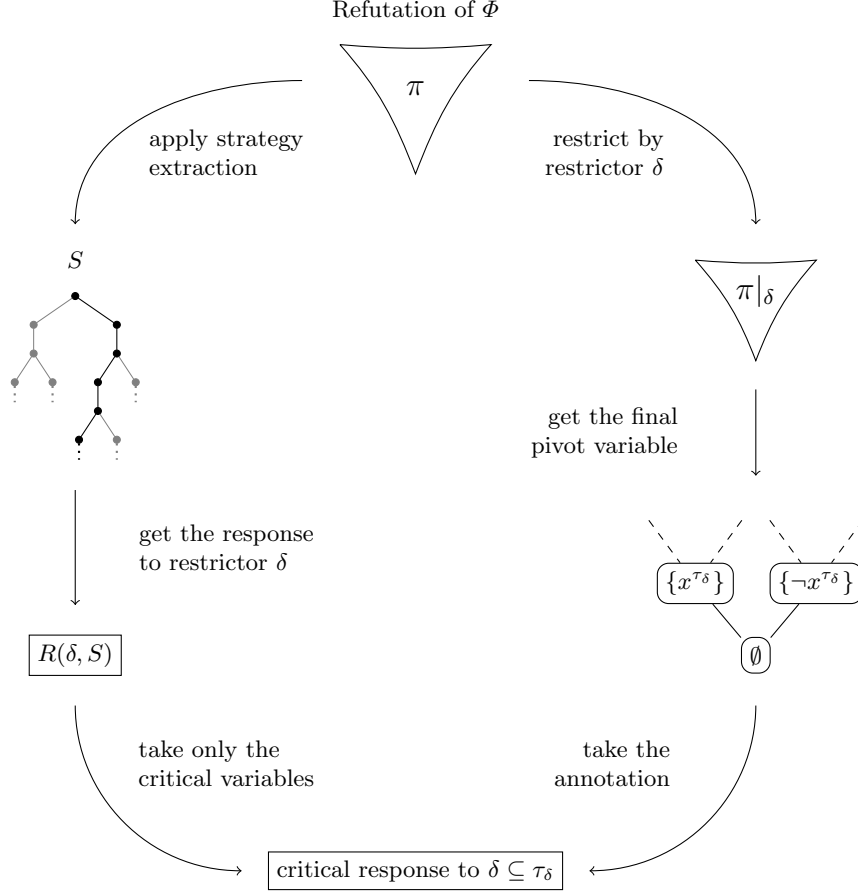 Refutation of Φ
π
apply strategy
extraction
restrict by
restrictor δ
S
π|δ
get the final
pivot variable
get the response
to restrictor δ
{x^τδ}
{¬x^τδ}
R(δ, S)
∅
take only the
critical variables
take the
annotation
critical response to δ ⊆ τδ